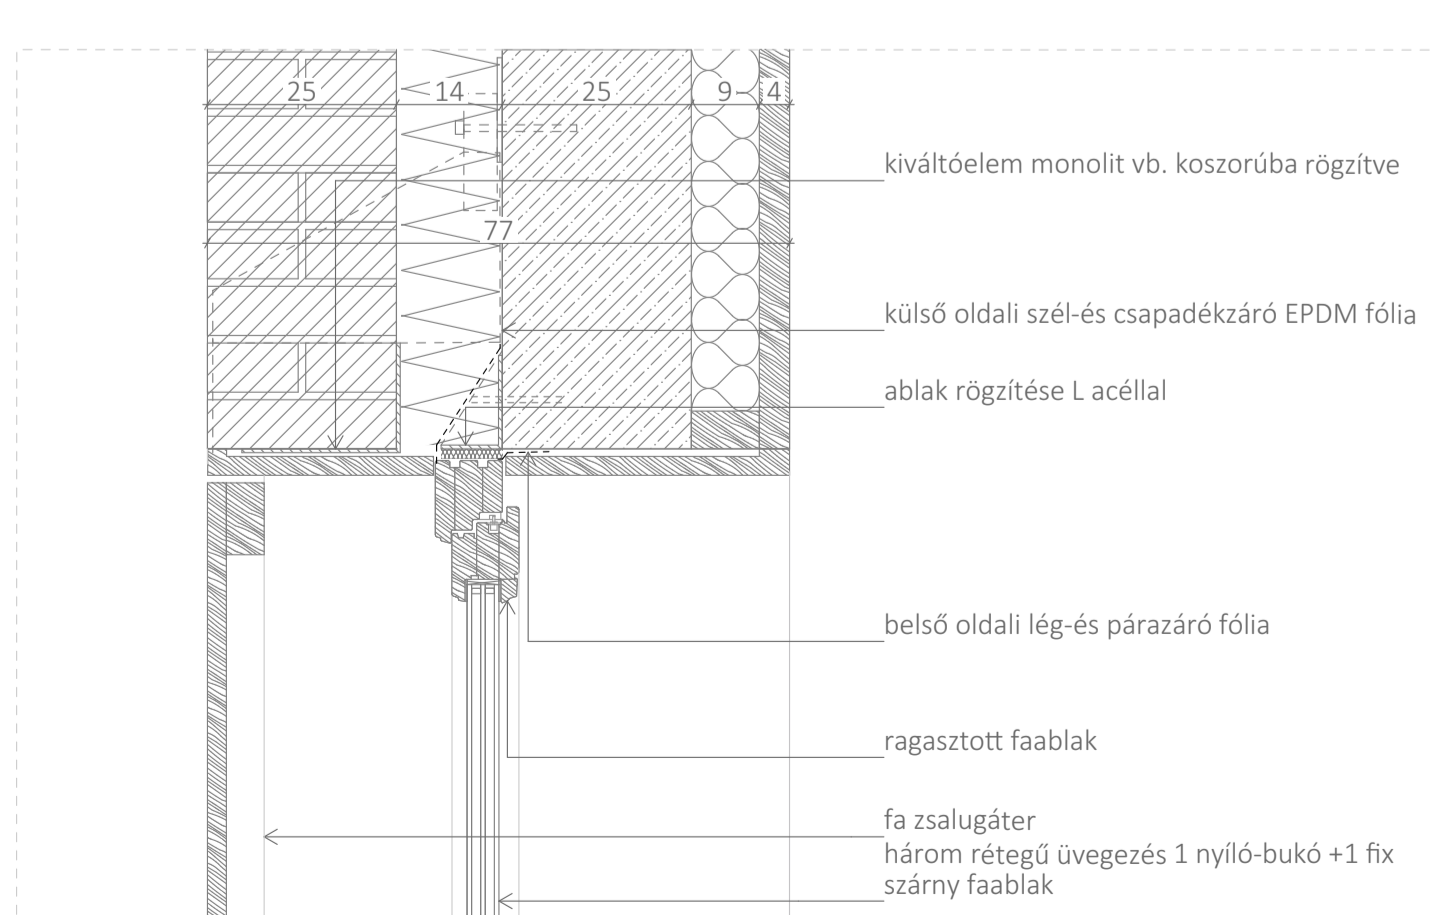 25 14 25 9 4
kiváltóelem monolit vb. koszorúba rögzítve
77
külső oldali szél-és csapadékzáró EPDM fólia
ablak rögzítése L acéllal
belső oldali lég-és párazáró fólia
ragasztott faablak
fa zsalugáter
három rétegű üvegezés 1 nyíló-bukó +1 fix
szárny faablak